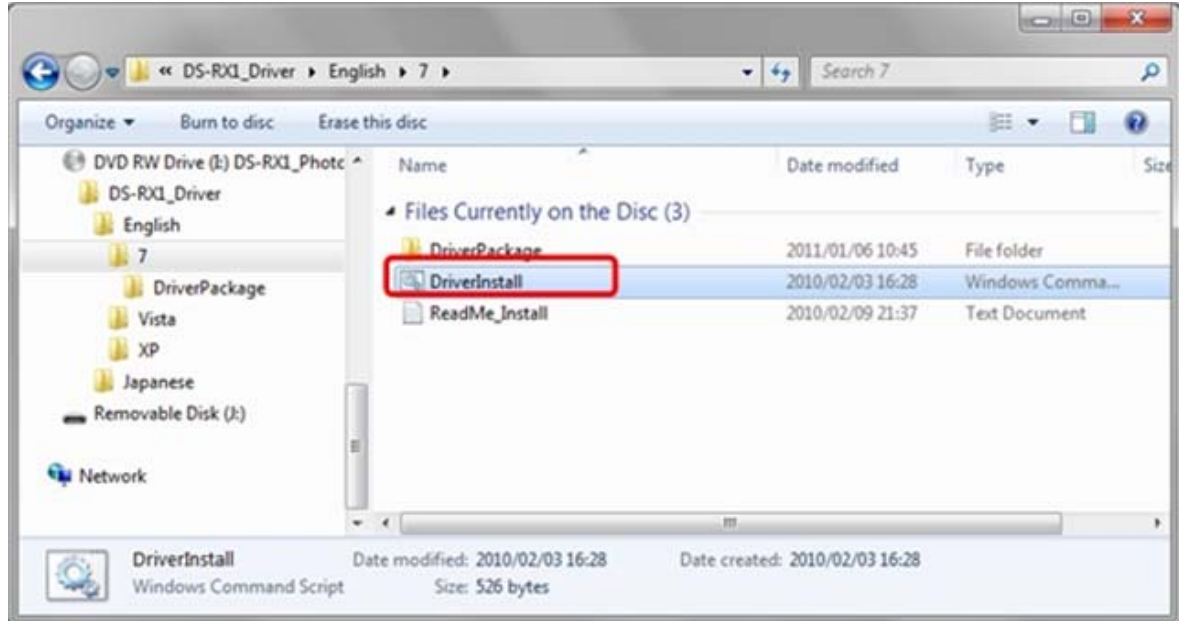 « DS-RX1_Driver ▸ English ▸ 7 ▸ Search 7
Organize ▾ Burn to disc Erase this disc
DVD RW Drive (I:) DS-RX1_Photo
DS-RX1_Driver
English
7
DriverPackage
Vista
XP
Japanese
Removable Disk (J:)
Network
Name Date modified Type Size
Files Currently on the Disc (3)
DriverPackage 2011/01/06 10:45 File folder
DriverInstall 2010/02/03 16:28 Windows Comma...
ReadMe_Install 2010/02/09 21:37 Text Document
DriverInstall Date modified: 2010/02/03 16:28 Date created: 2010/02/03 16:28
Windows Command Script Size: 526 bytes